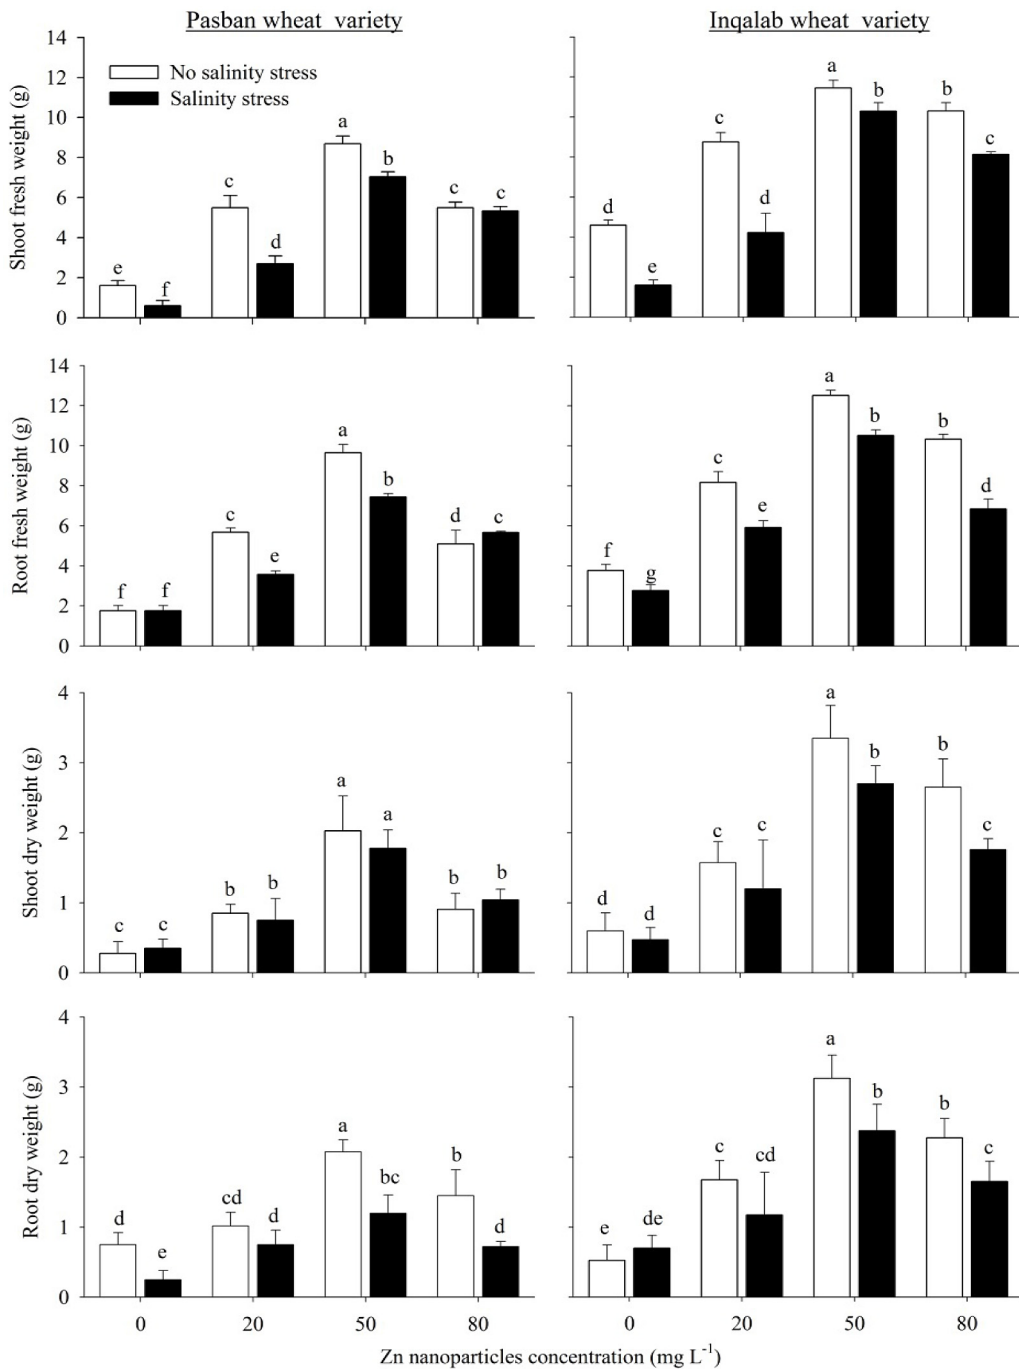 Pasban wheat variety
Inqalab wheat variety
No salinity stress
Salinity stress
Shoot fresh weight (g)
14
12
10
8
6
4
2
0
e f c d a b c c
d e c d a b b c
Root fresh weight (g)
14
12
10
8
6
4
2
0
f f c e a b d c
f g c e a b b d
Shoot dry weight (g)
4
3
2
1
0
c c b b a a b b
d d c c a b b c
Root dry weight (g)
4
3
2
1
0
d e cd d a bc b d
e de c cd a b b c
0 20 50 80
0 20 50 80
Zn nanoparticles concentration (mg L⁻¹)